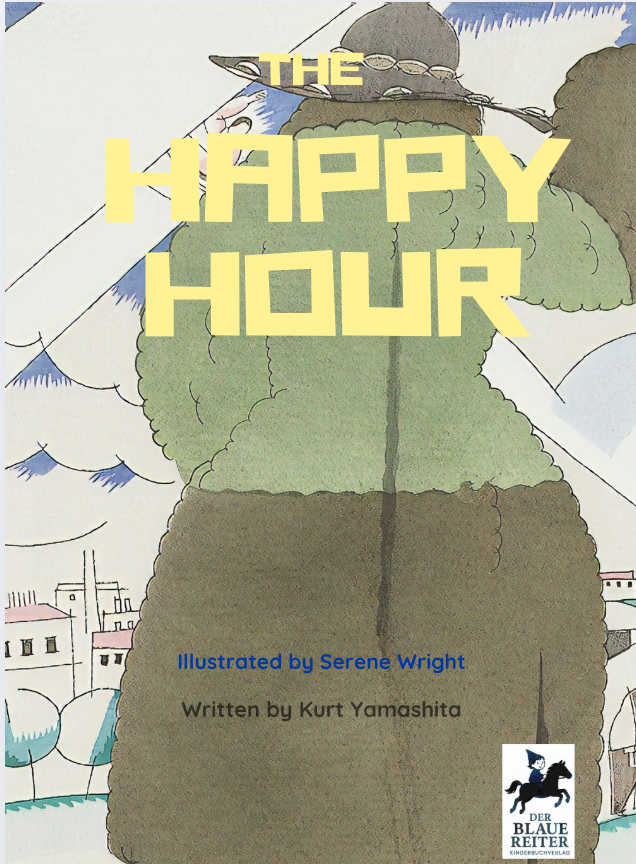 THE
HAPPY
HOUR
Illustrated by Serene Wright
Written by Kurt Yamashita
DER
BLAUE
REITER
KINDERBUCHVERLAG